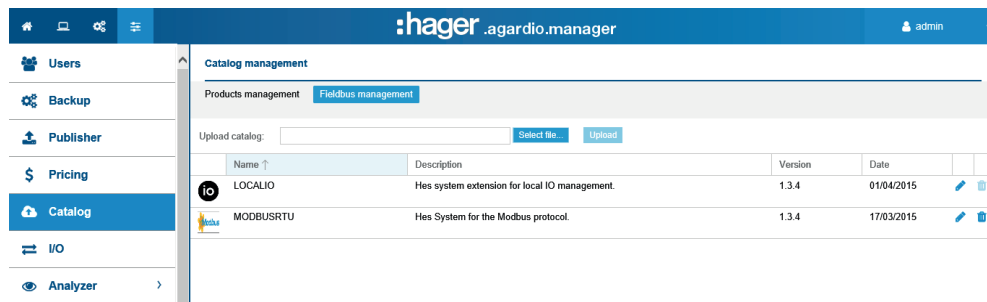 :hager .agardio.manager
admin
Users
Backup
Publisher
Pricing
Catalog
I/O
Analyzer
Catalog management
Products management Fieldbus management
Upload catalog: Select file... Upload
Name ↑ Description Version Date
io LOCALIO Hes system extension for local IO management. 1.3.4 01/04/2015
Modbus MODBUSRTU Hes System for the Modbus protocol. 1.3.4 17/03/2015